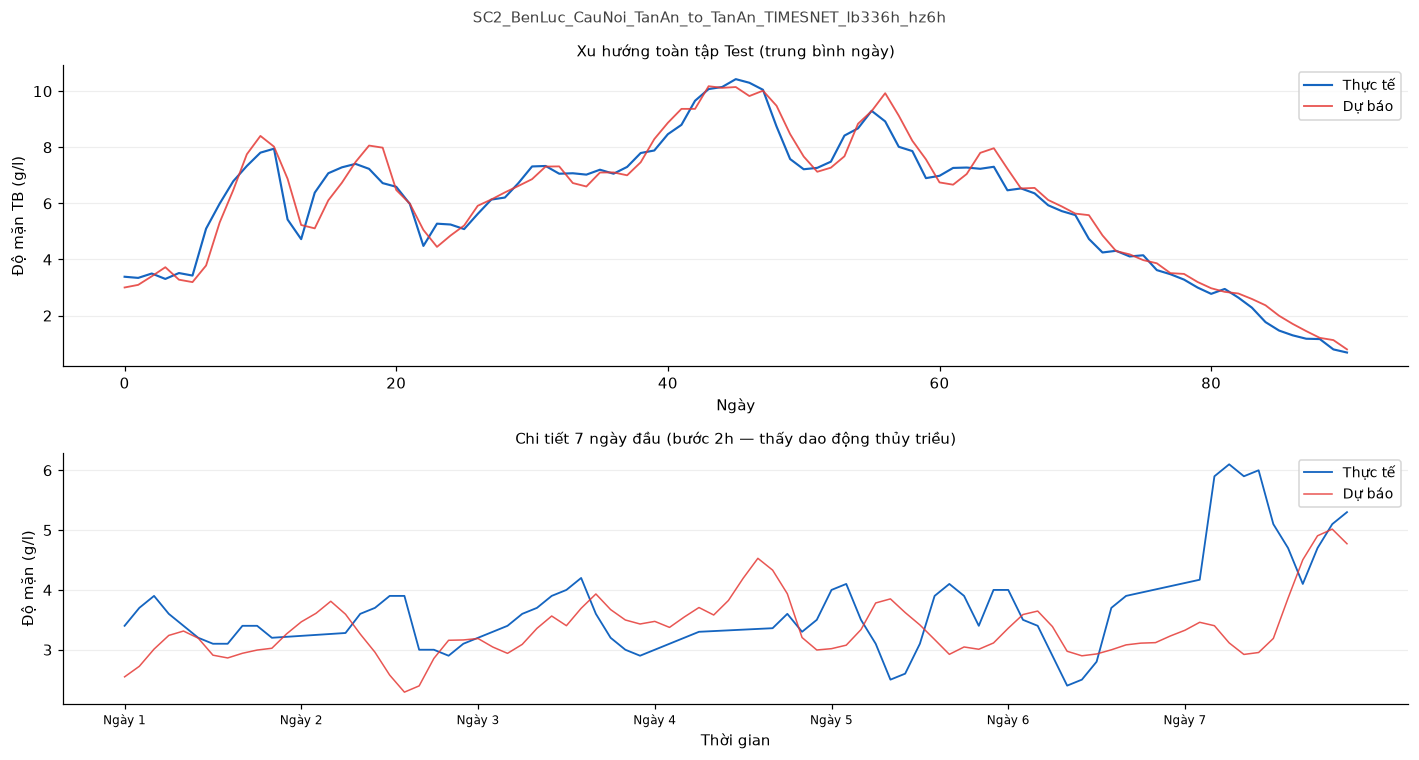 SC2_BenLuc_CauNoi_TanAn_to_TanAn_TIMESNET_lb336h_hz6h
Xu hướng toàn tập Test (trung bình ngày)
Thực tế
Dự báo
Độ mặn TB (g/l)
10
8
6
4
2
0
20
40
60
80
Ngày
Chi tiết 7 ngày đầu (bước 2h — thấy dao động thủy triều)
Thực tế
Dự báo
Độ mặn (g/l)
6
5
4
3
Ngày 1
Ngày 2
Ngày 3
Ngày 4
Ngày 5
Ngày 6
Ngày 7
Thời gian